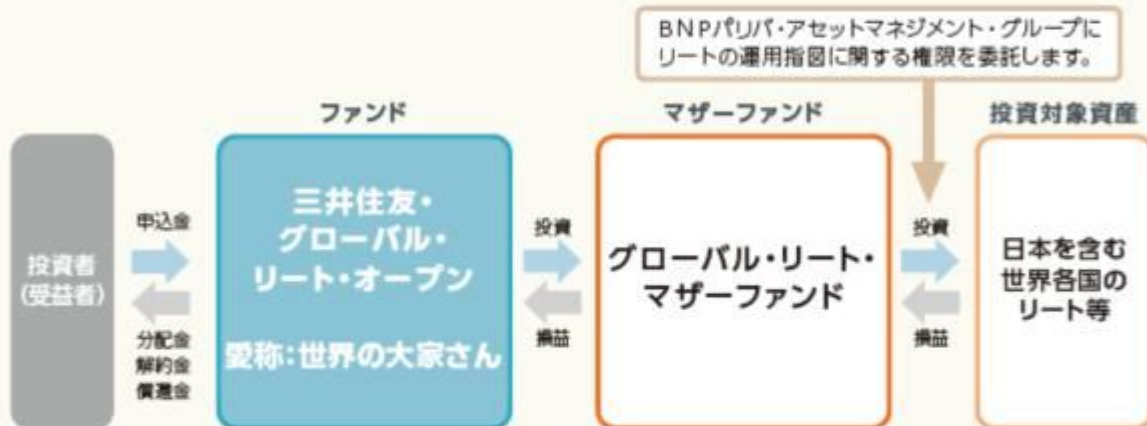 BNPパリバ・アセットマネジメント・グループに
リートの運用指図に関する権限を委託します。
ファンド
マザーファンド
投資対象資産
投資者
(受益者)
申込金
分配金
解約金
償還金
三井住友・
グローバル・
リート・オープン
愛称:世界の大家さん
投資
損益
グローバル・リート・
マザーファンド
投資
損益
日本を含む
世界各国の
リート等